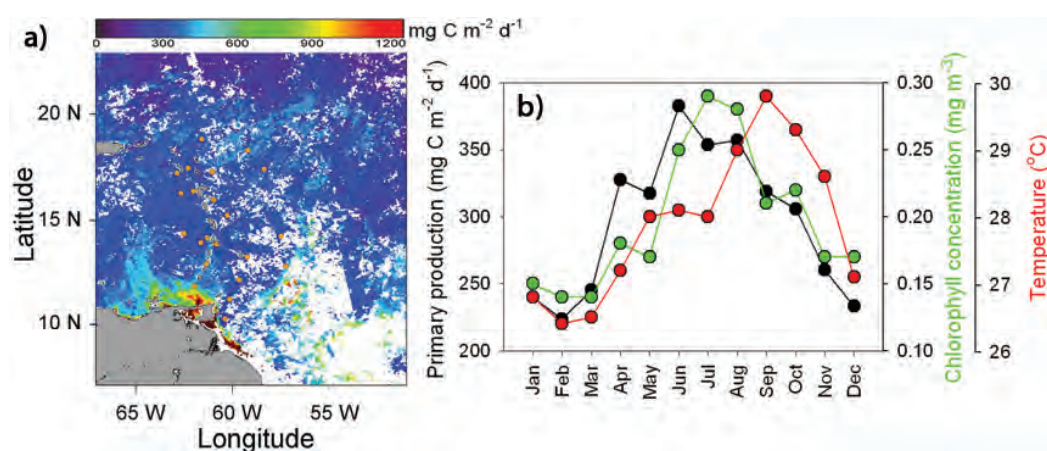 a)
mg C m⁻² d⁻¹
0 300 600 900 1200
20 N
15 N
10 N
Latitude
65 W 60 W 55 W
Longitude
b)
Primary production (mg C m⁻² d⁻¹)
400
350
300
250
200
0.30
0.25
0.20
0.15
0.10
Chlorophyll concentration (mg m⁻³)
30
29
28
27
26
Temperature (°C)
Jan Feb Mar Apr May Jun Jul Aug Sep Oct Nov Dec